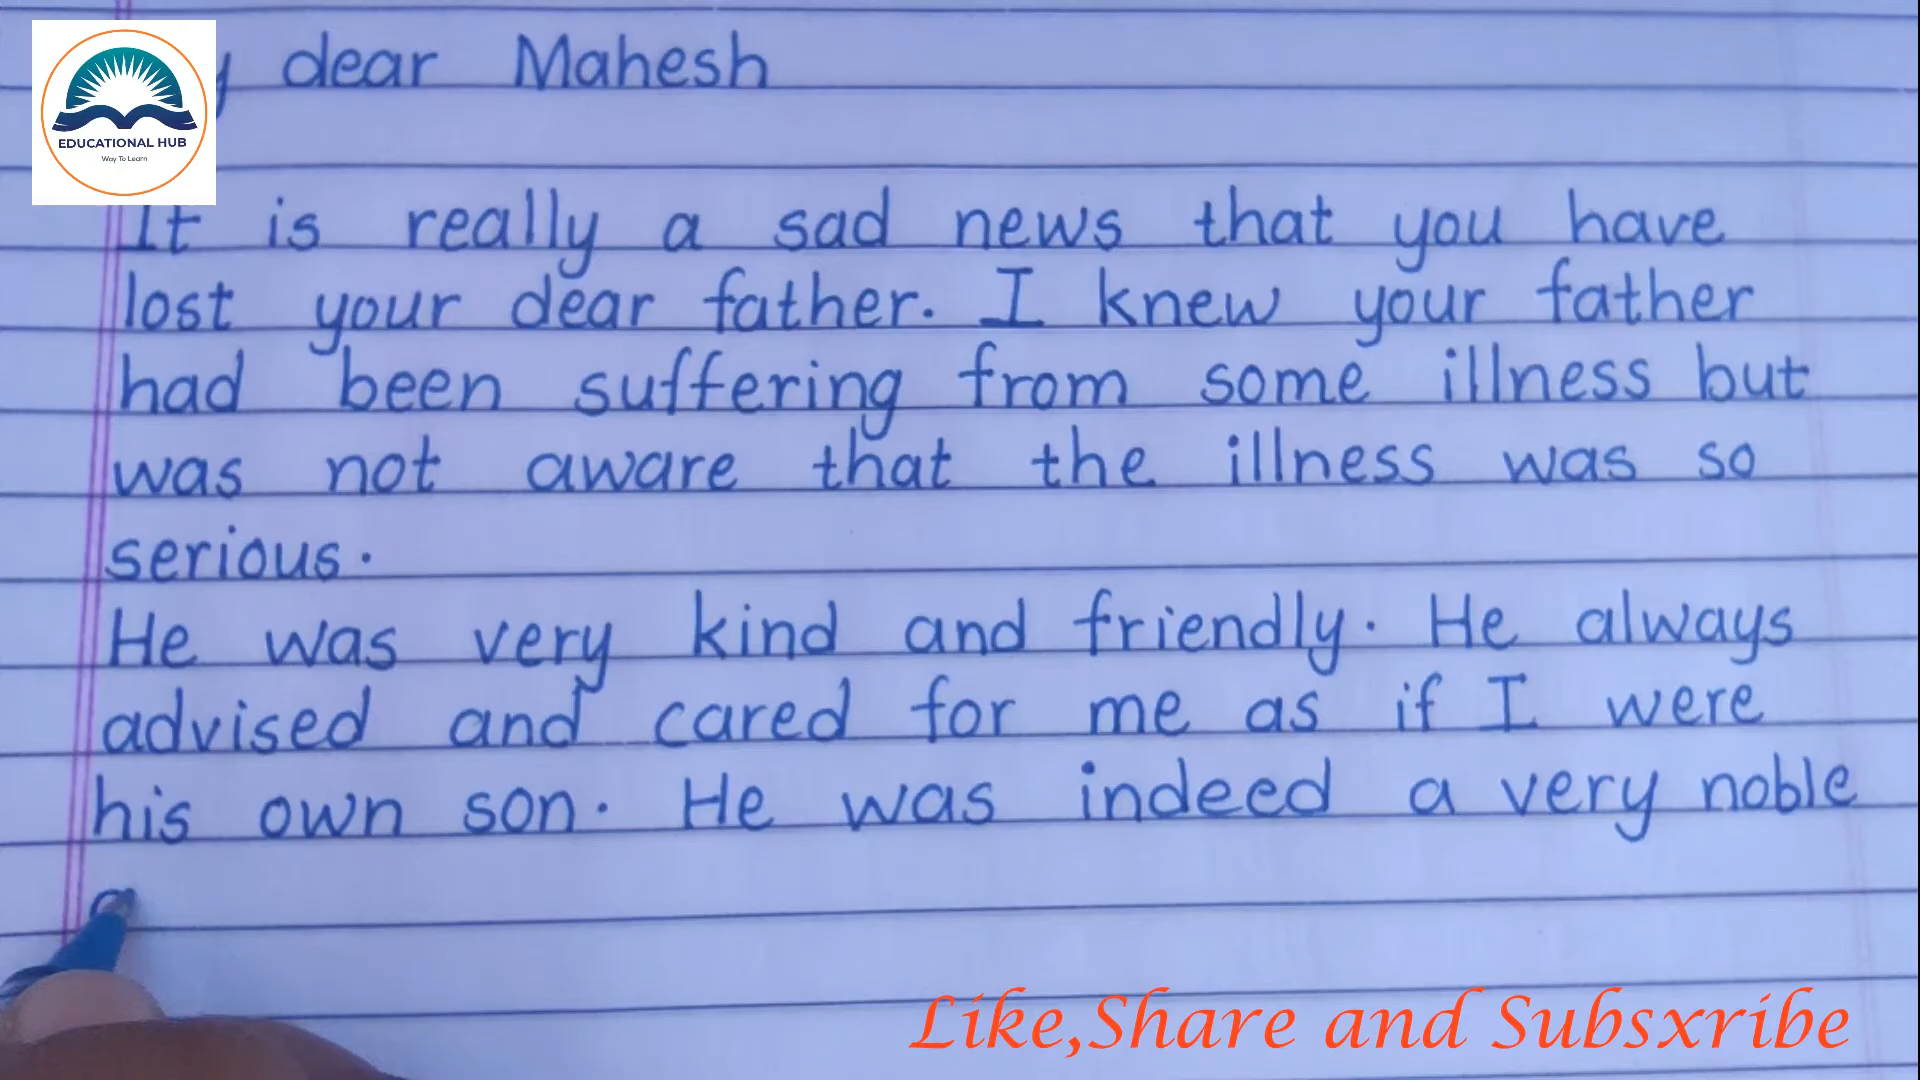 dear Mahesh
EDUCATIONAL HUB
Way To Learn
It is really a sad news that you have
lost your dear father. I knew your father
had been suffering from some illness but
was not aware that the illness was so
serious.
He was very kind and friendly. He always
advised and cared for me as if I were
his own son. He was indeed a very noble
Like,Share and Subsxribe